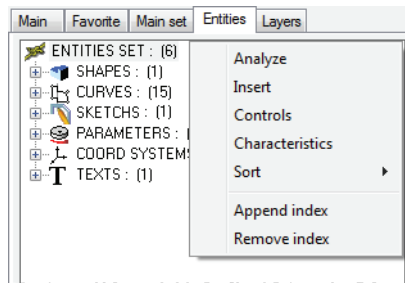 Main Favorite Main set Entities Layers
ENTITIES SET : (6)
SHAPES : (1)
CURVES : (15)
SKETCHS : (1)
PARAMETERS :
COORD SYSTEMS
TEXTS : (1)
Analyze
Insert
Controls
Characteristics
Sort
Append index
Remove index